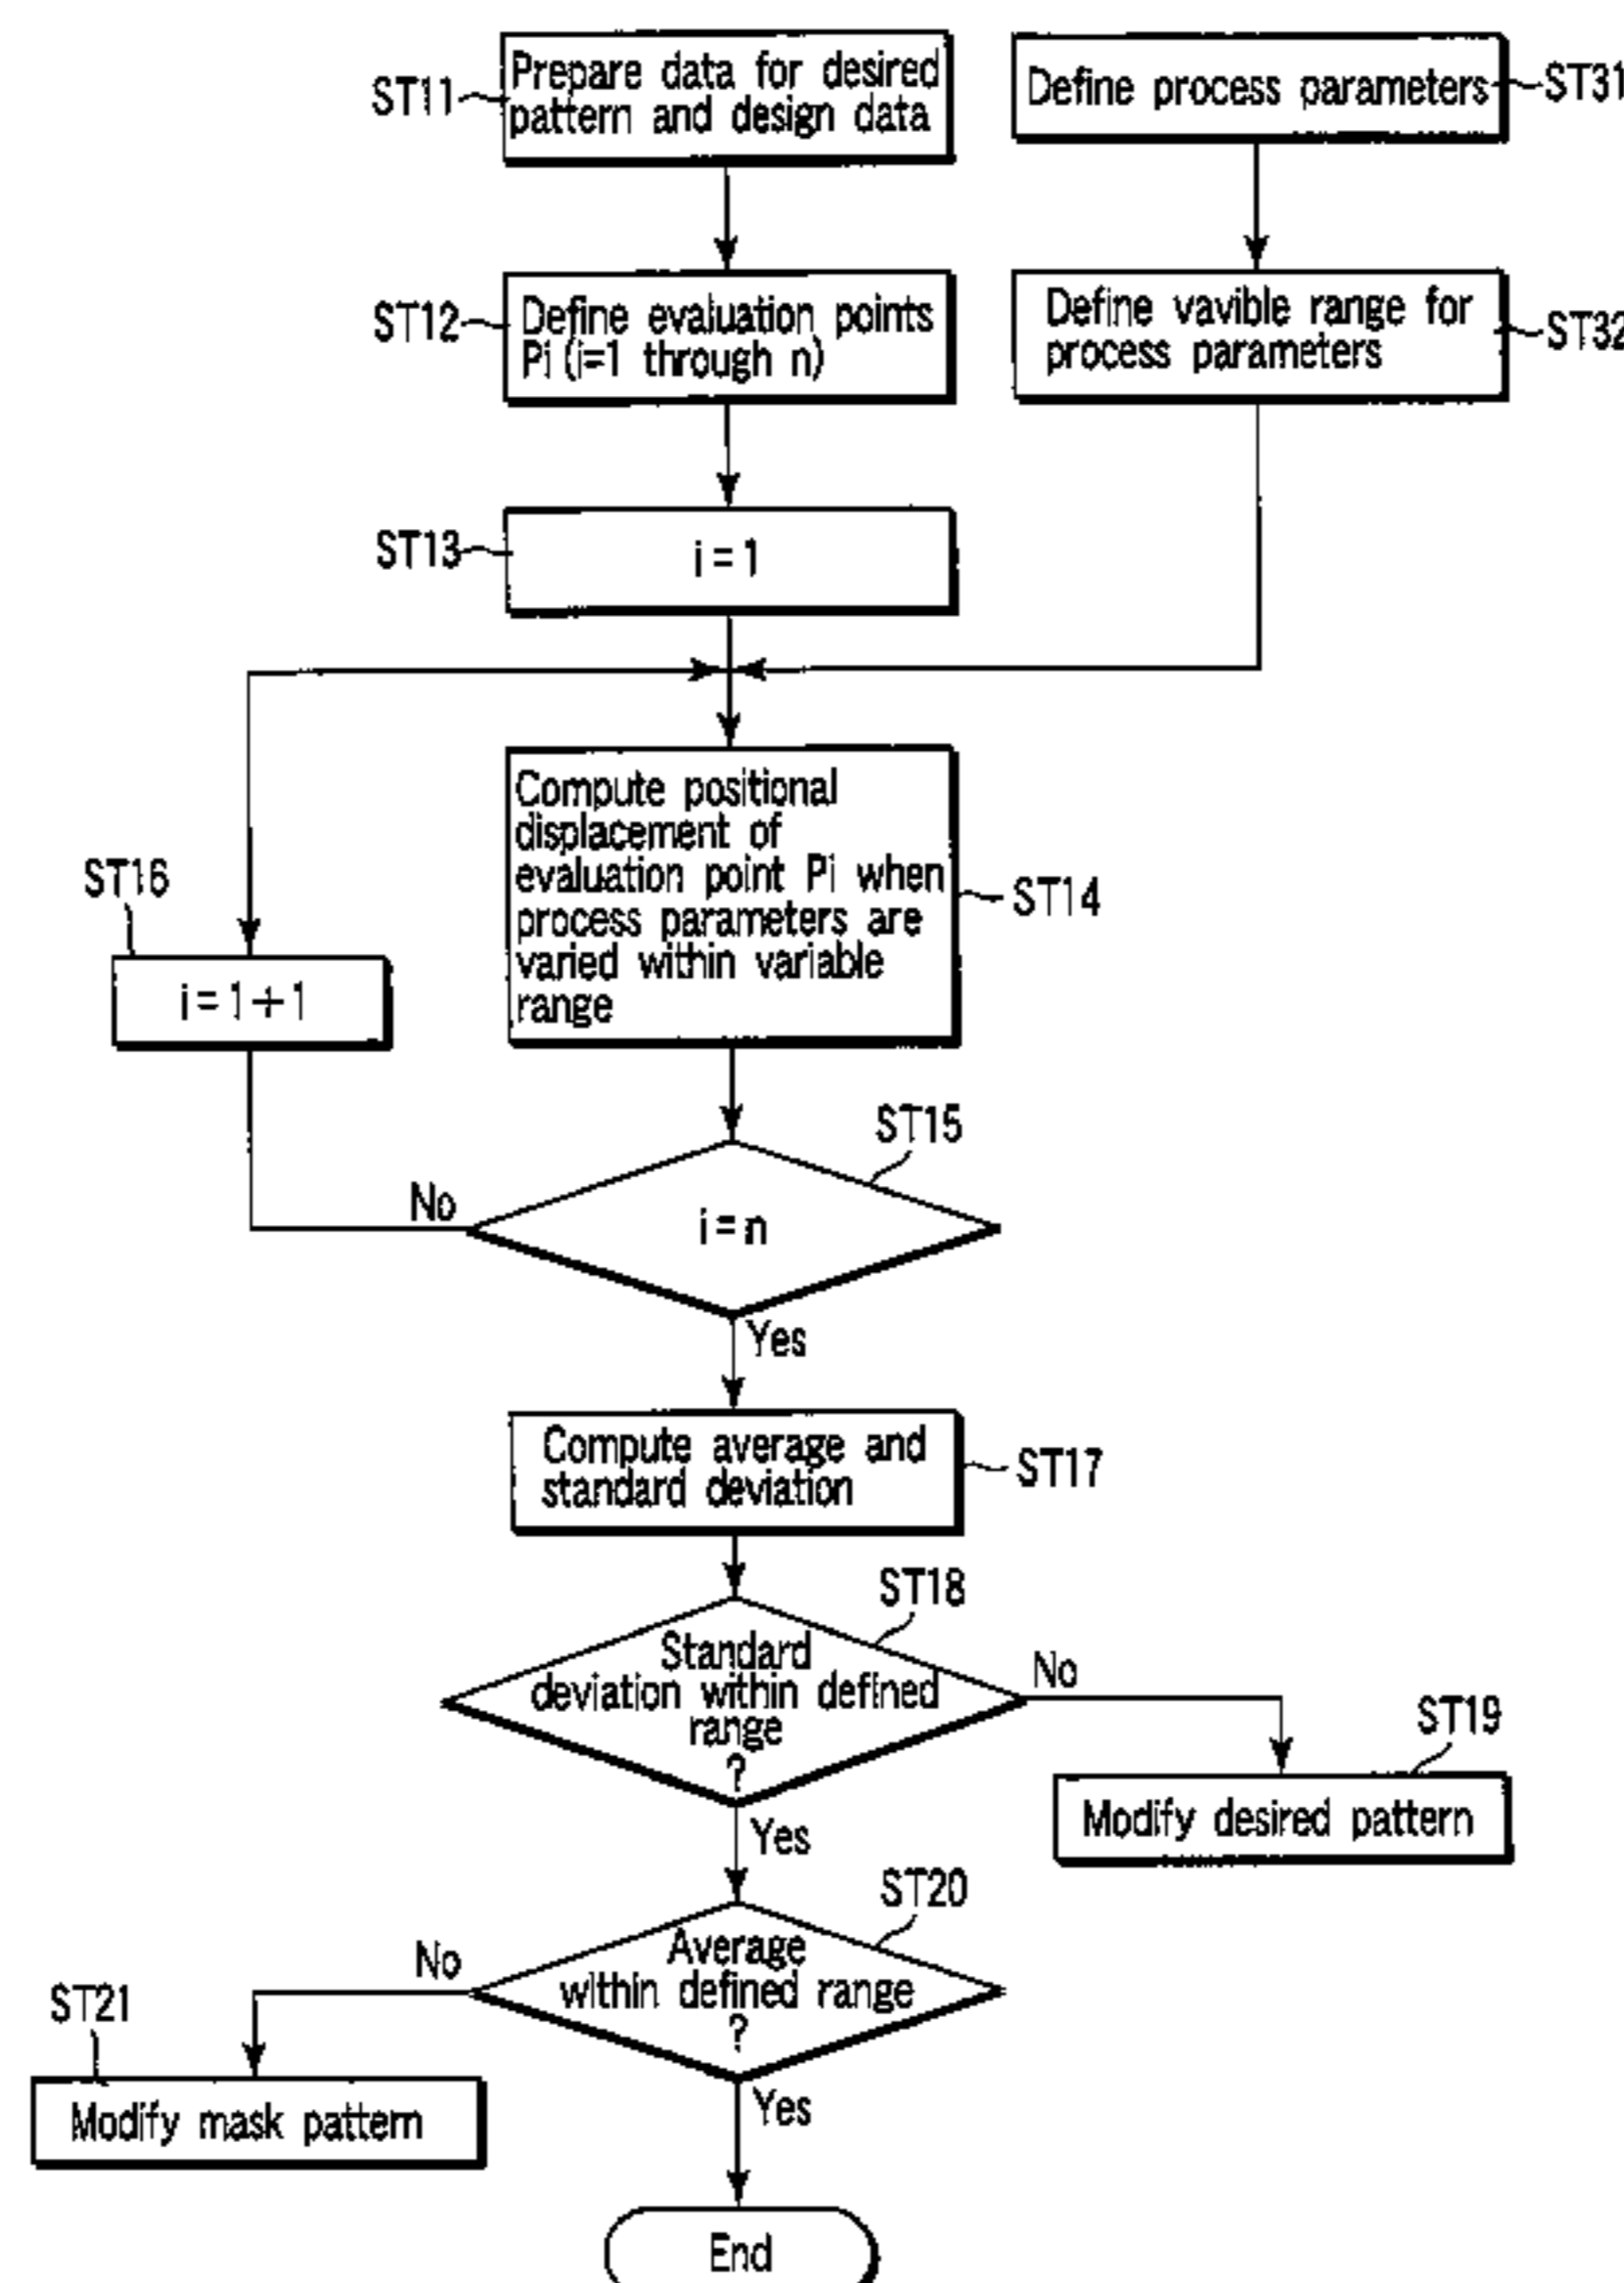 ST11
Prepare data for desired
pattern and design data
Define process parameters
ST31
ST12
Define evaluation points
Pi (i=1 through n)
Define vavible range for
process parameters
ST32
ST13
i=1
Compute positional
displacement of
evaluation point Pi when
process parameters are
varied within variable
range
ST14
ST16
i=1+1
ST15
i=n
No
Yes
Compute average and
standard deviation
ST17
ST18
Standard
deviation within defined
range
?
No
Yes
ST19
Modify desired pattern
ST20
Average
within defined range
?
No
Yes
ST21
Modify mask pattern
End